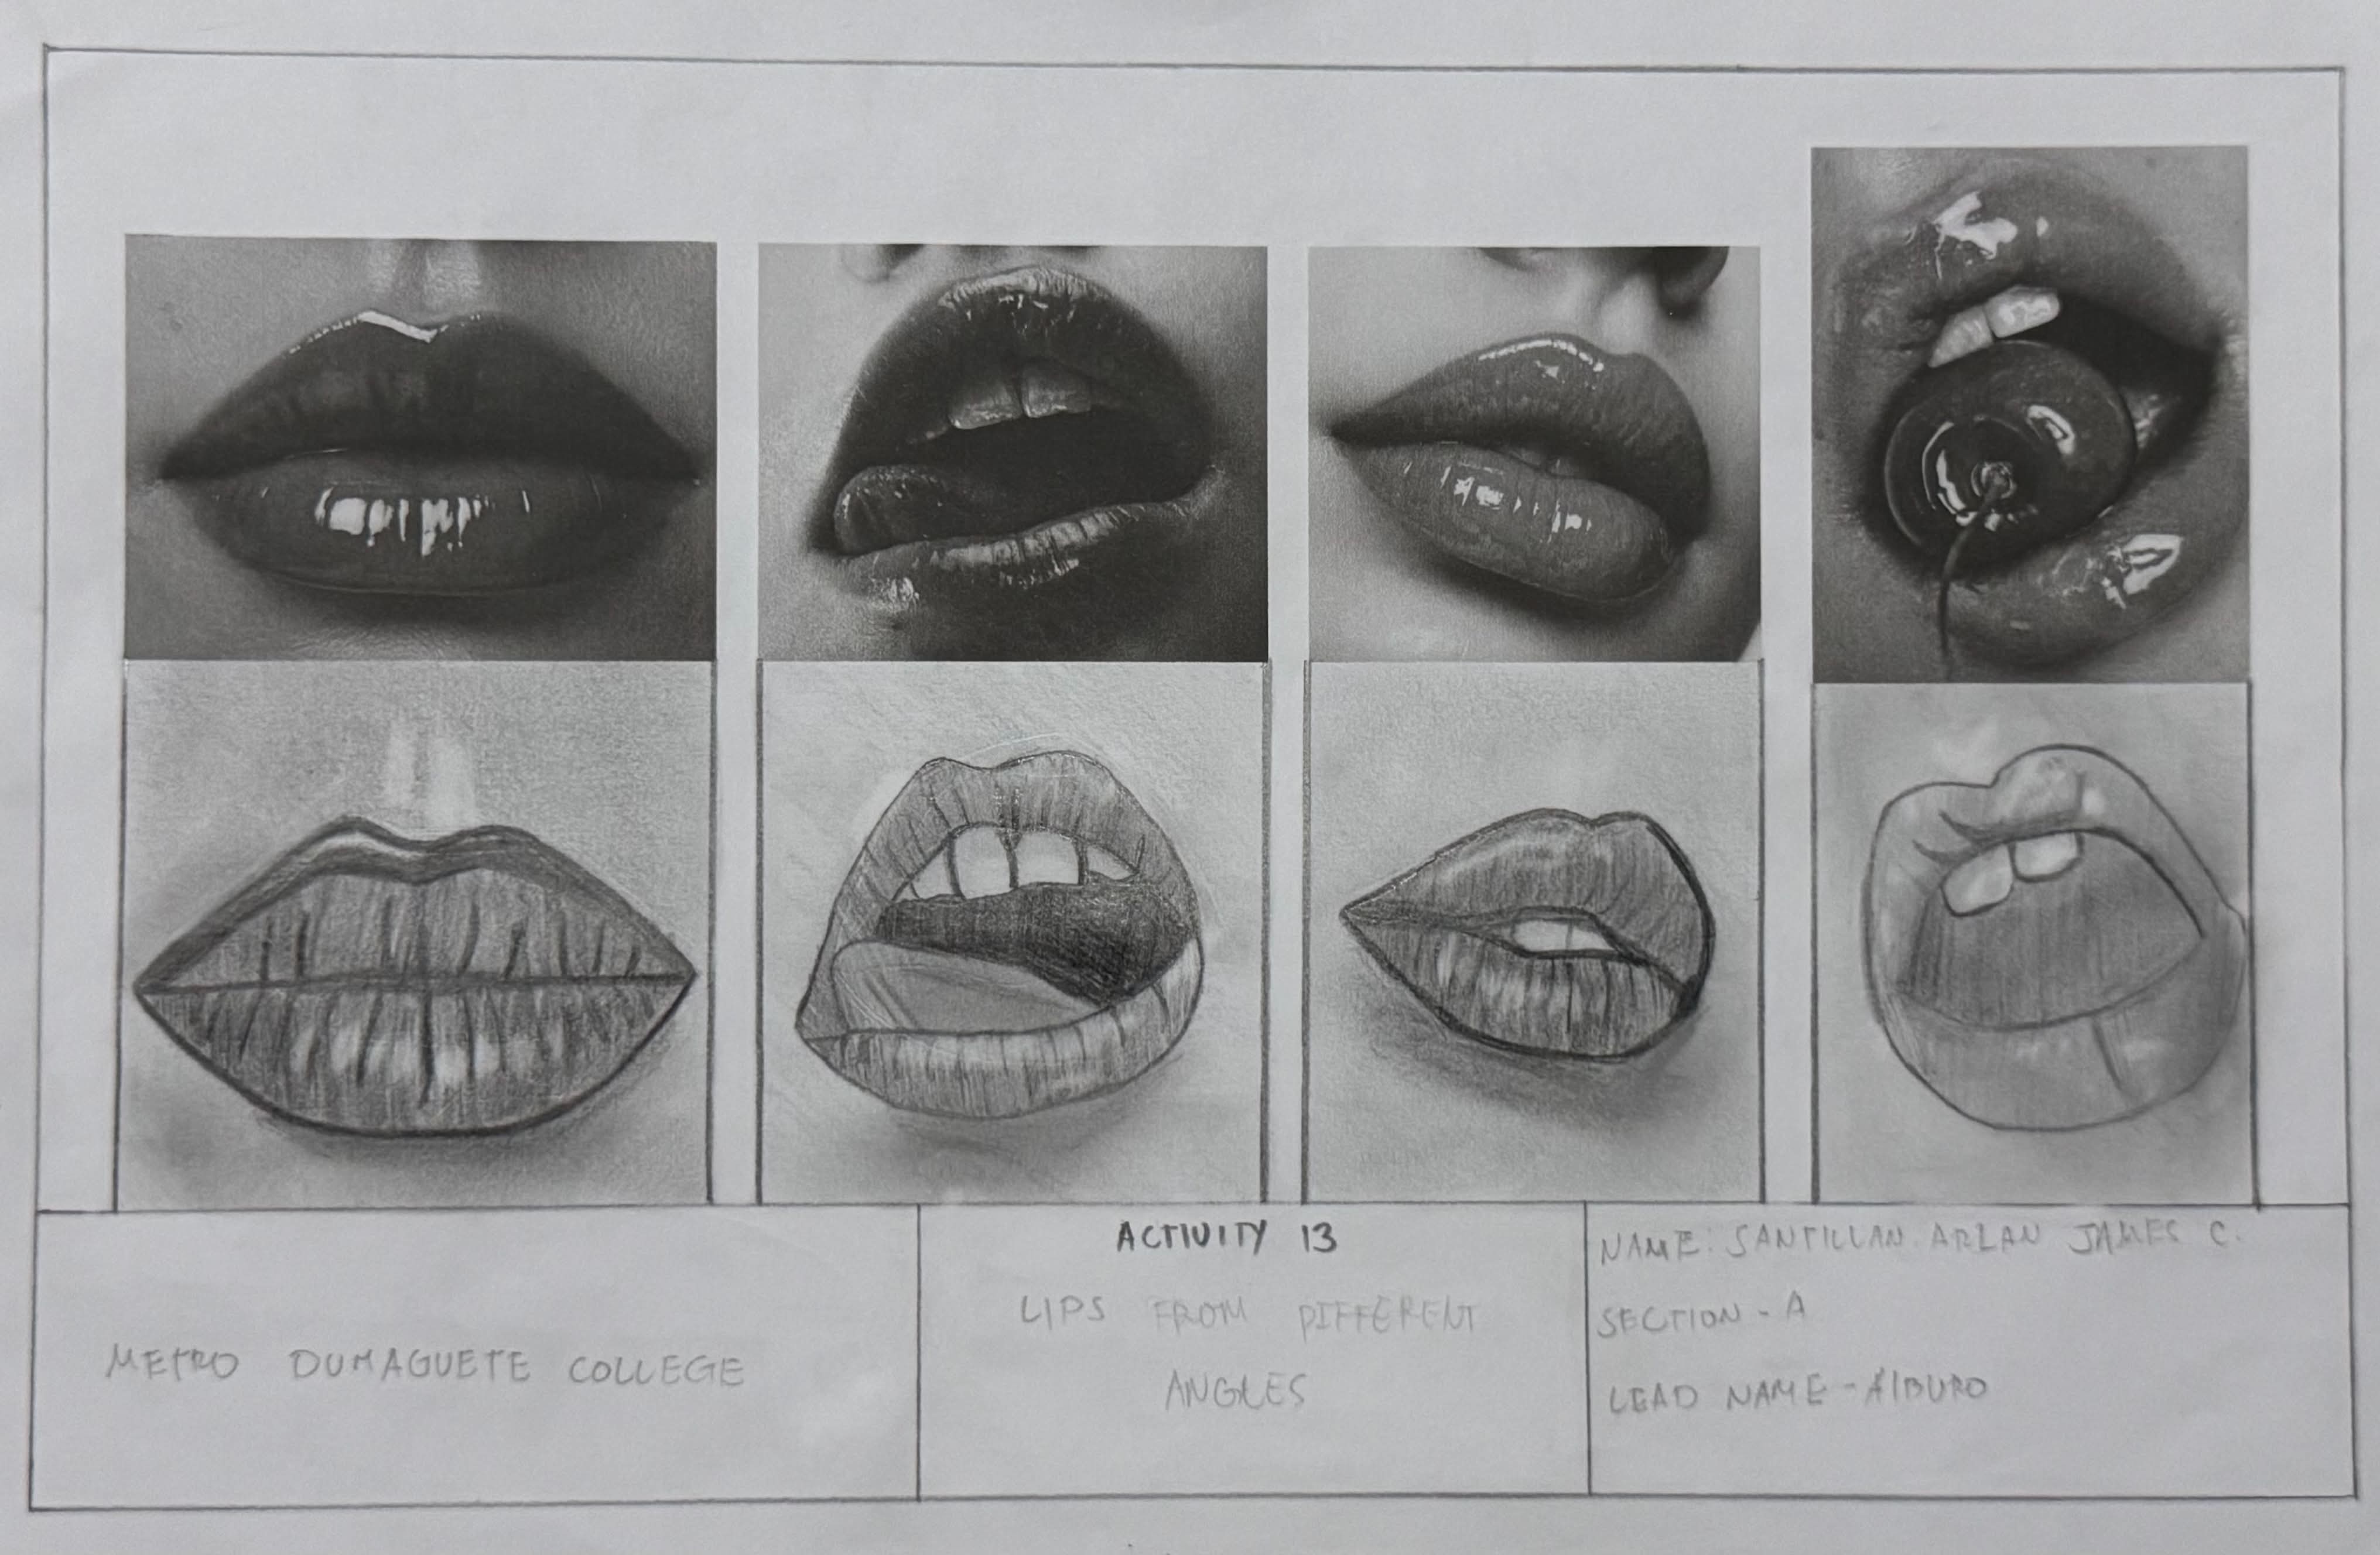 METRO DUMAGUETE COLLEGE
ACTIVITY 13
LIPS FROM DIFFERENT
ANGLES
NAME: SANTILLAN. ARLAN JAMES C.
SECTION - A
LEAD NAME - AlBURO